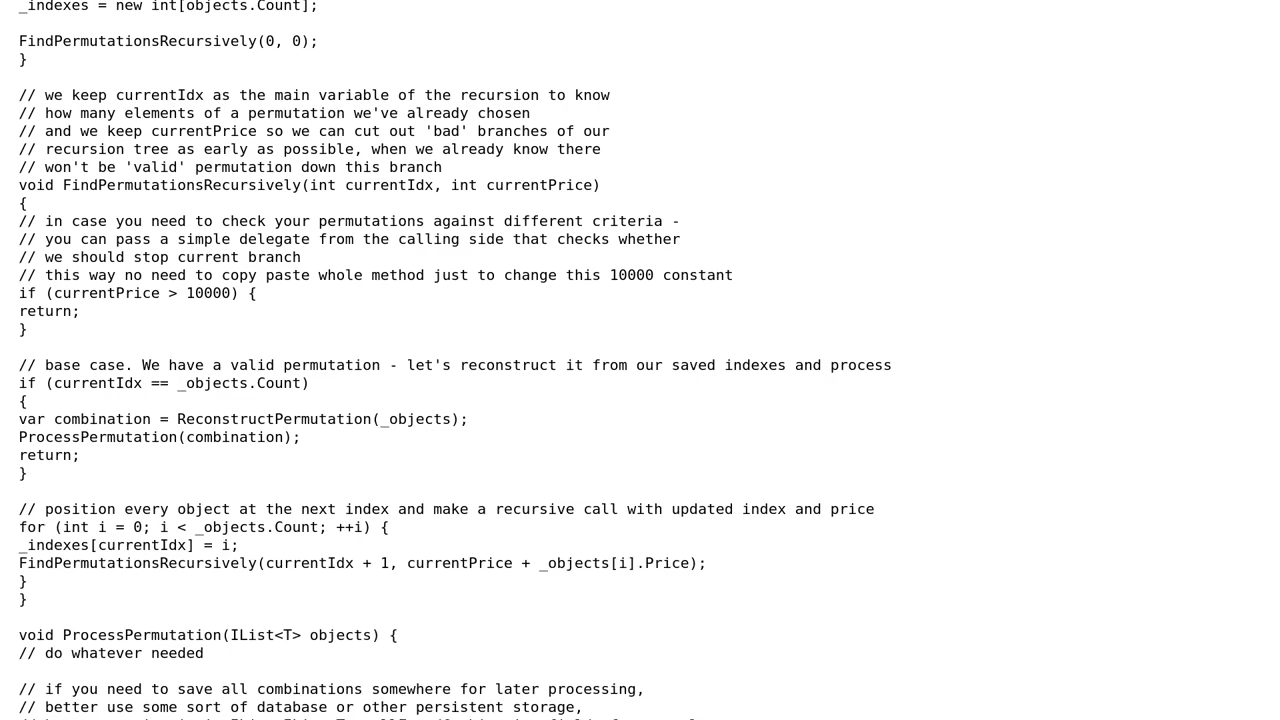 _indexes = new int[objects.Count];
FindPermutationsRecursively(0, 0);
}
// we keep currentIdx as the main variable of the recursion to know
// how many elements of a permutation we've already chosen
// and we keep currentPrice so we can cut out 'bad' branches of our
// recursion tree as early as possible, when we already know there
// won't be 'valid' permutation down this branch
void FindPermutationsRecursively(int currentIdx, int currentPrice)
{
// in case you need to check your permutations against different criteria -
// you can pass a simple delegate from the calling side that checks whether
// we should stop current branch
// this way no need to copy paste whole method just to change this 10000 constant
if (currentPrice > 10000) {
return;
}
// base case. We have a valid permutation - let's reconstruct it from our saved indexes and process
if (currentIdx == _objects.Count)
{
var combination = ReconstructPermutation(_objects);
ProcessPermutation(combination);
return;
}
// position every object at the next index and make a recursive call with updated index and price
for (int i = 0; i < _objects.Count; ++i) {
_indexes[currentIdx] = i;
FindPermutationsRecursively(currentIdx + 1, currentPrice + _objects[i].Price);
}
}
void ProcessPermutation(IList<T> objects) {
// do whatever needed
// if you need to save all combinations somewhere for later processing,
// better use some sort of database or other persistent storage,